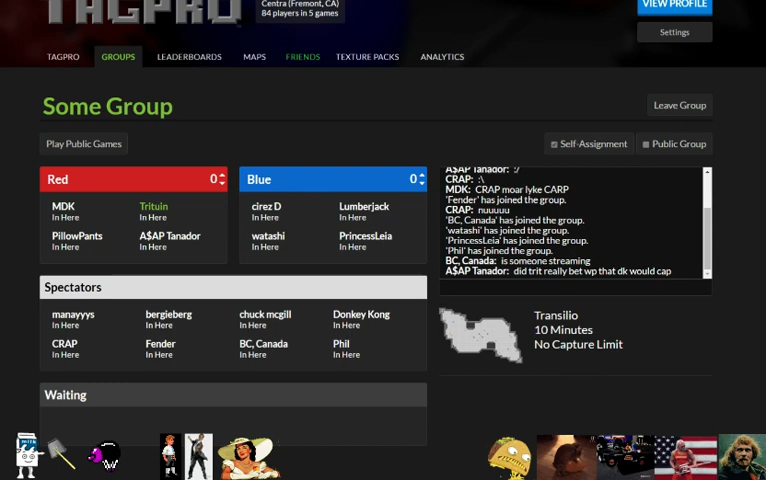 TAGPRO
Centra (Fremont, CA)
84 players in 5 games
VIEW PROFILE
Settings
TAGPRO GROUPS LEADERBOARDS MAPS FRIENDS TEXTURE PACKS ANALYTICS
Some Group
Leave Group
Play Public Games
Self-Assignment
Public Group
Red 0
Blue 0
MDK
In Here
Trituin
In Here
PillowPants
In Here
A$AP Tanador
In Here
cirez D
In Here
Lumberjack
In Here
watashi
In Here
PrincessLeia
In Here
A$AP Tanador: :/
CRAP: :\
MDK: CRAP moar lyke CARP
'Fender' has joined the group.
CRAP: nuuuuu
'BC, Canada' has joined the group.
'watashi' has joined the group.
'PrincessLeia' has joined the group.
'Phil' has joined the group.
BC, Canada: is someone streaming
A$AP Tanador: did trit really bet wp that dk would cap
Spectators
manayyys
In Here
bergieberg
In Here
chuck mcgill
In Here
Donkey Kong
In Here
CRAP
In Here
Fender
In Here
BC, Canada
In Here
Phil
In Here
Transilio
10 Minutes
No Capture Limit
Waiting